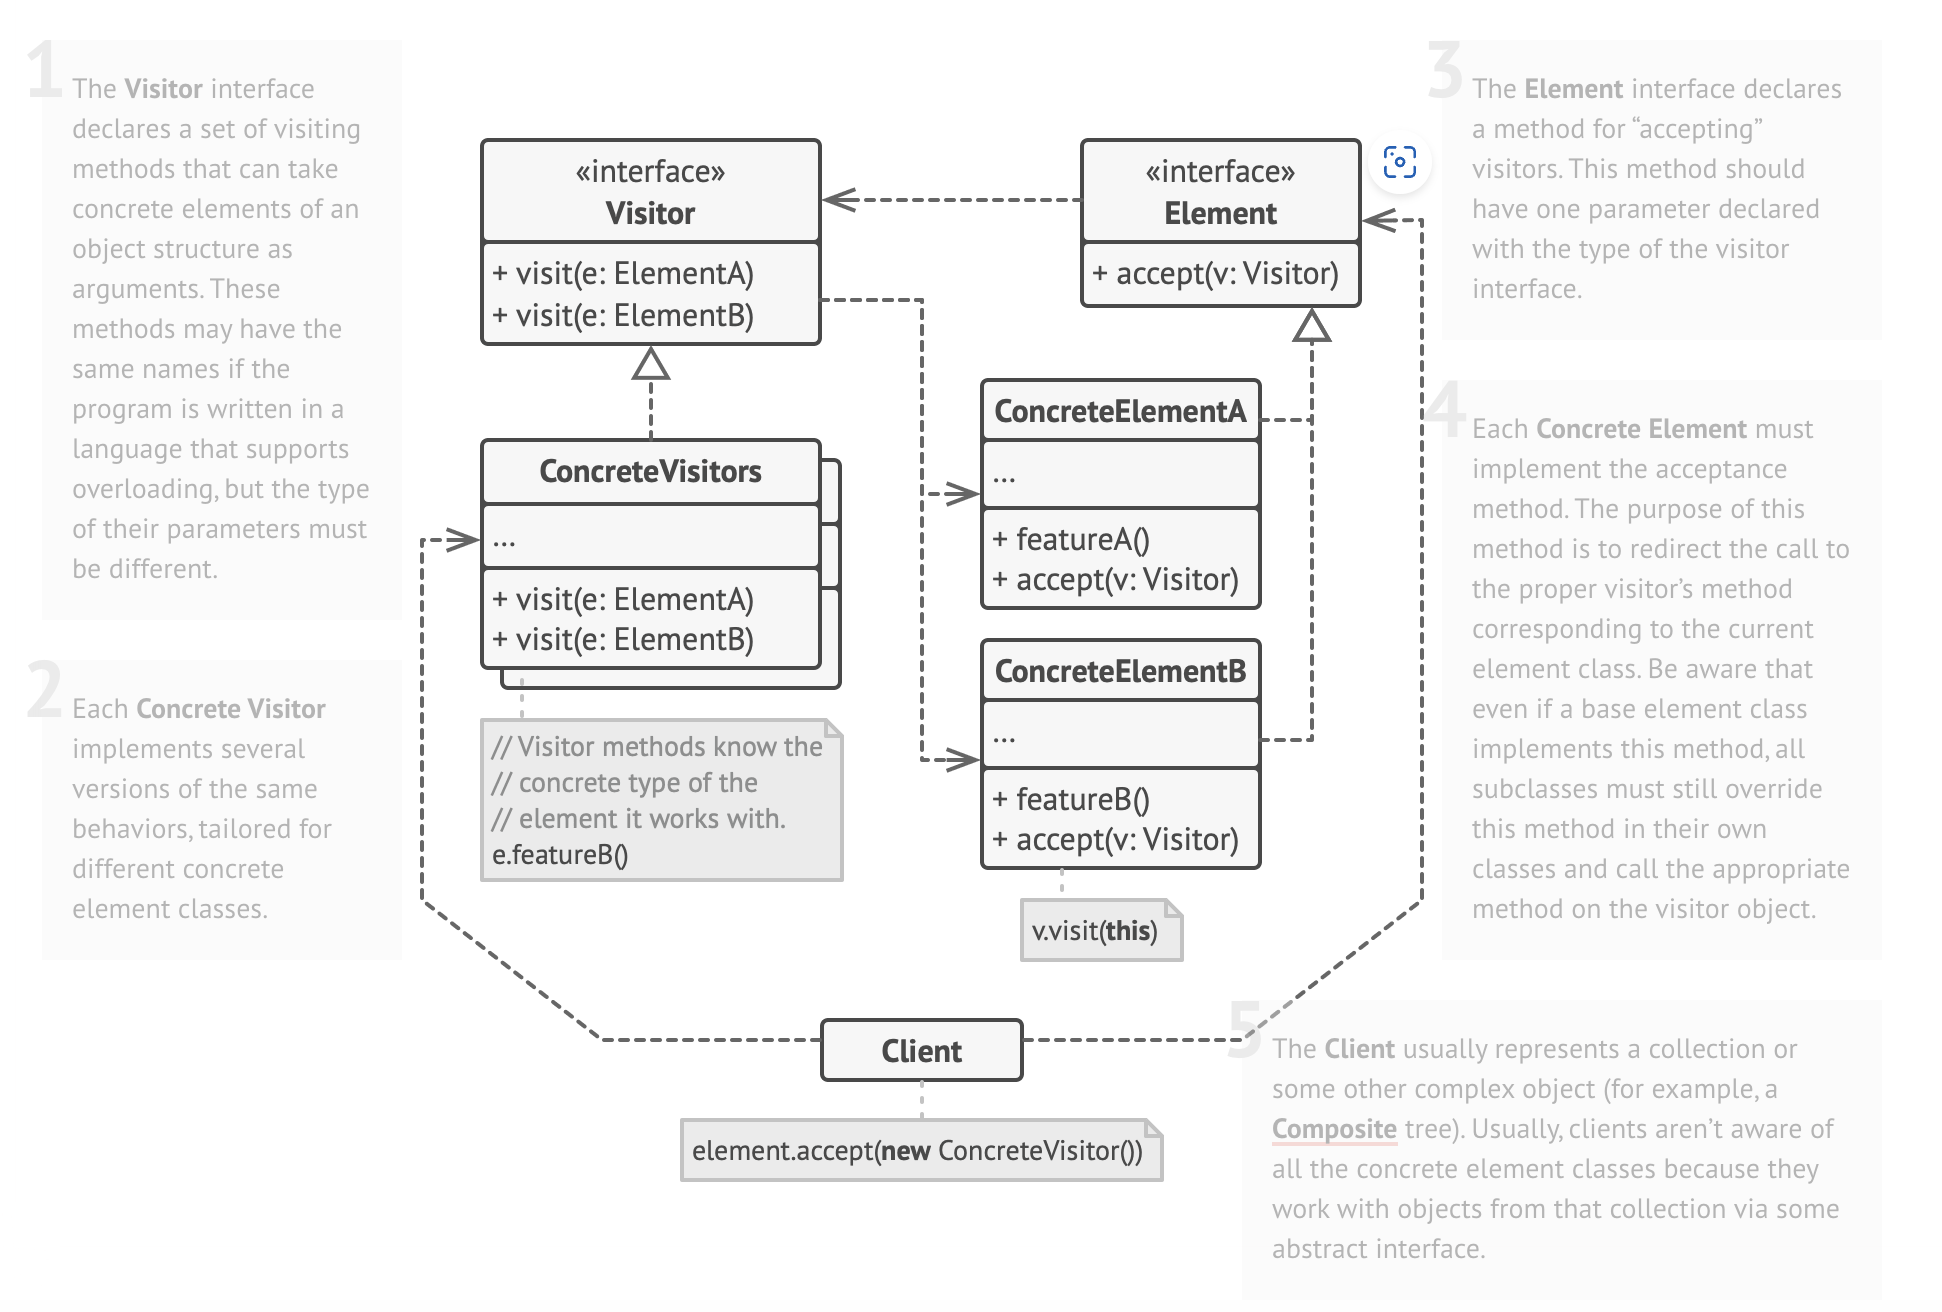 1
The Visitor interface
declares a set of visiting
methods that can take
concrete elements of an
object structure as
arguments. These
methods may have the
same names if the
program is written in a
language that supports
overloading, but the type
of their parameters must
be different.
2
Each Concrete Visitor
implements several
versions of the same
behaviors, tailored for
different concrete
element classes.
«interface»
Visitor
+ visit(e: ElementA)
+ visit(e: ElementB)
ConcreteVisitors
...
+ visit(e: ElementA)
+ visit(e: ElementB)
// Visitor methods know the
// concrete type of the
// element it works with.
e.featureB()
«interface»
Element
+ accept(v: Visitor)
ConcreteElementA
...
+ featureA()
+ accept(v: Visitor)
ConcreteElementB
...
+ featureB()
+ accept(v: Visitor)
v.visit(this)
Client
element.accept(new ConcreteVisitor())
3
The Element interface declares
a method for “accepting”
visitors. This method should
have one parameter declared
with the type of the visitor
interface.
4
Each Concrete Element must
implement the acceptance
method. The purpose of this
method is to redirect the call to
the proper visitor’s method
corresponding to the current
element class. Be aware that
even if a base element class
implements this method, all
subclasses must still override
this method in their own
classes and call the appropriate
method on the visitor object.
5
The Client usually represents a collection or
some other complex object (for example, a
Composite tree). Usually, clients aren’t aware of
all the concrete element classes because they
work with objects from that collection via some
abstract interface.